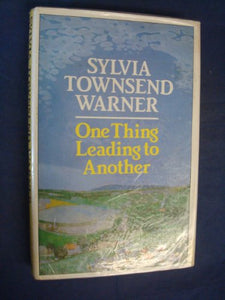 SYLVIA
TOWNSEND
WARNER
One Thing
Leading to
Another